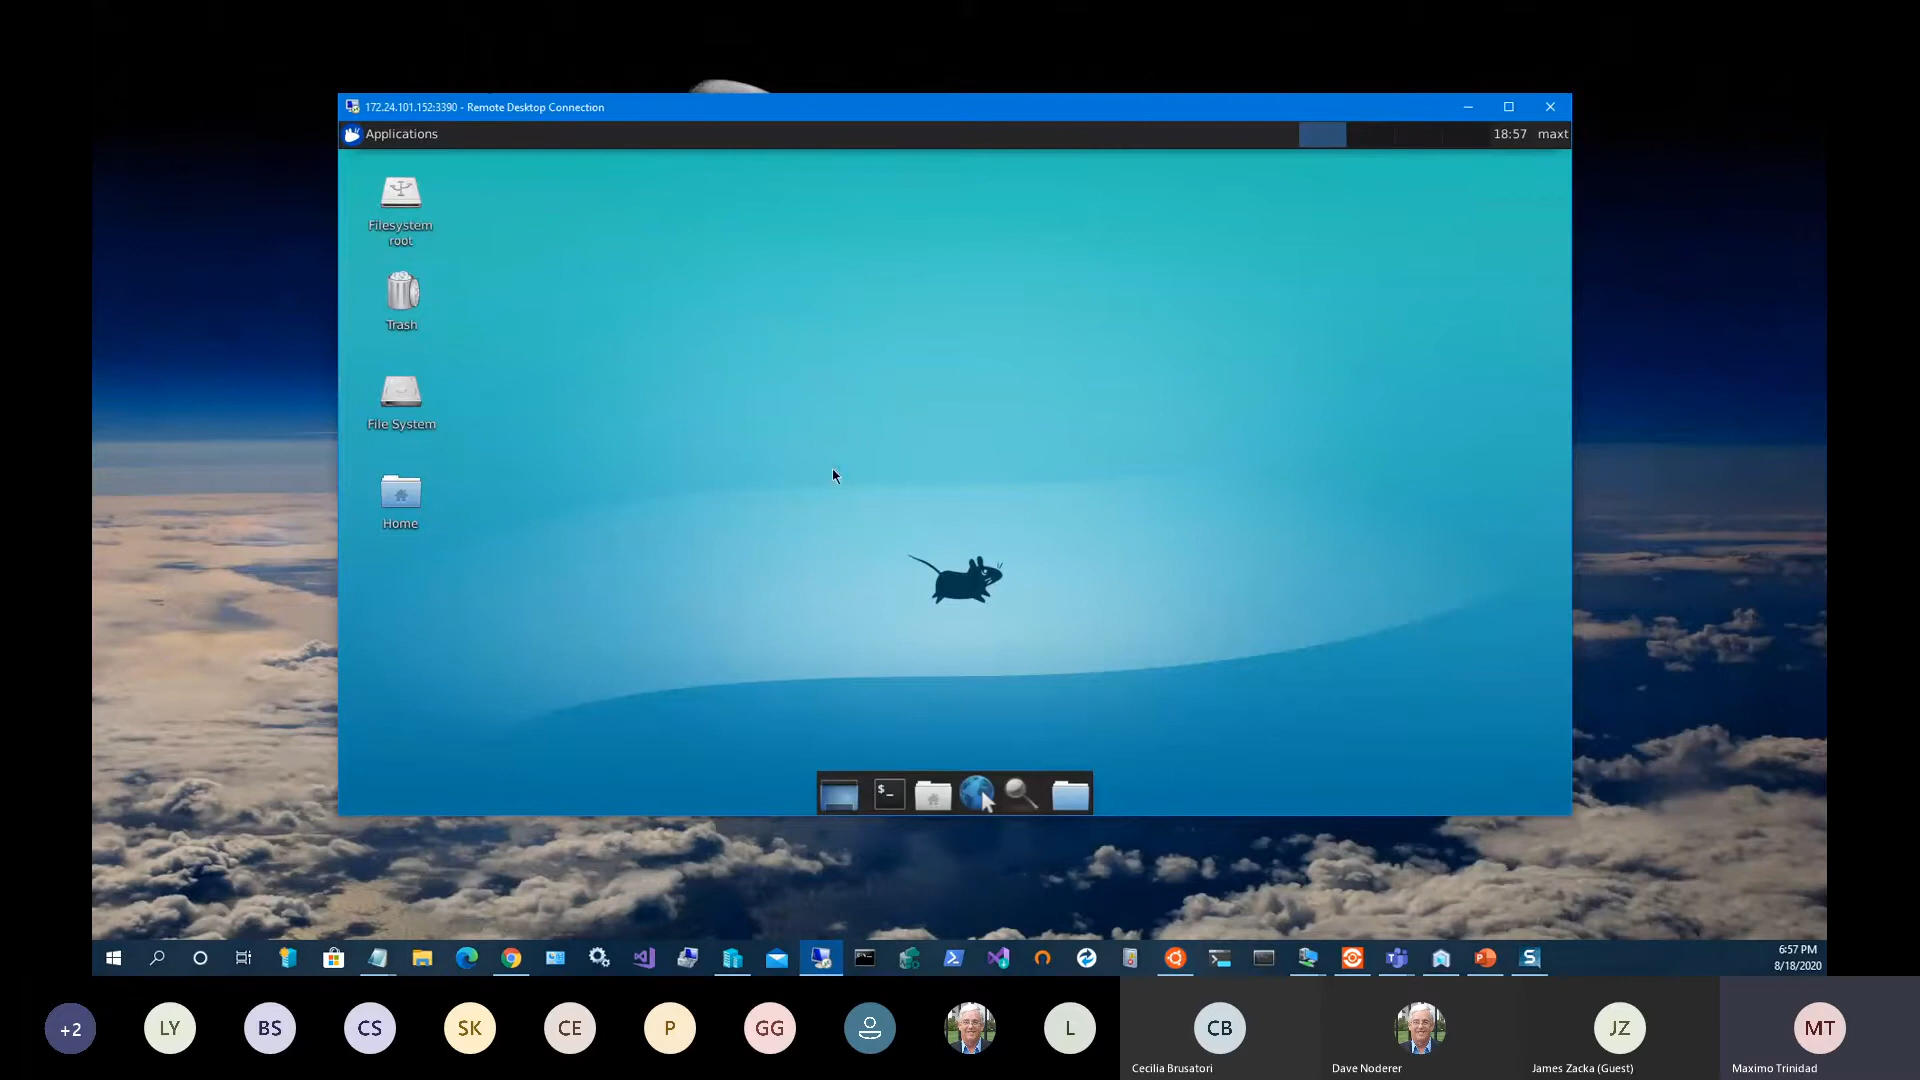 172.24.101.152:3390 - Remote Desktop Connection
Applications
18:57 maxt
Filesystem
root
Trash
File System
Home
$_
6:57 PM
8/18/2020
+2
LY
BS
CS
SK
CE
P
GG
L
CB
JZ
MT
Cecilia Brusatori
Dave Noderer
James Zacka (Guest)
Maximo Trinidad